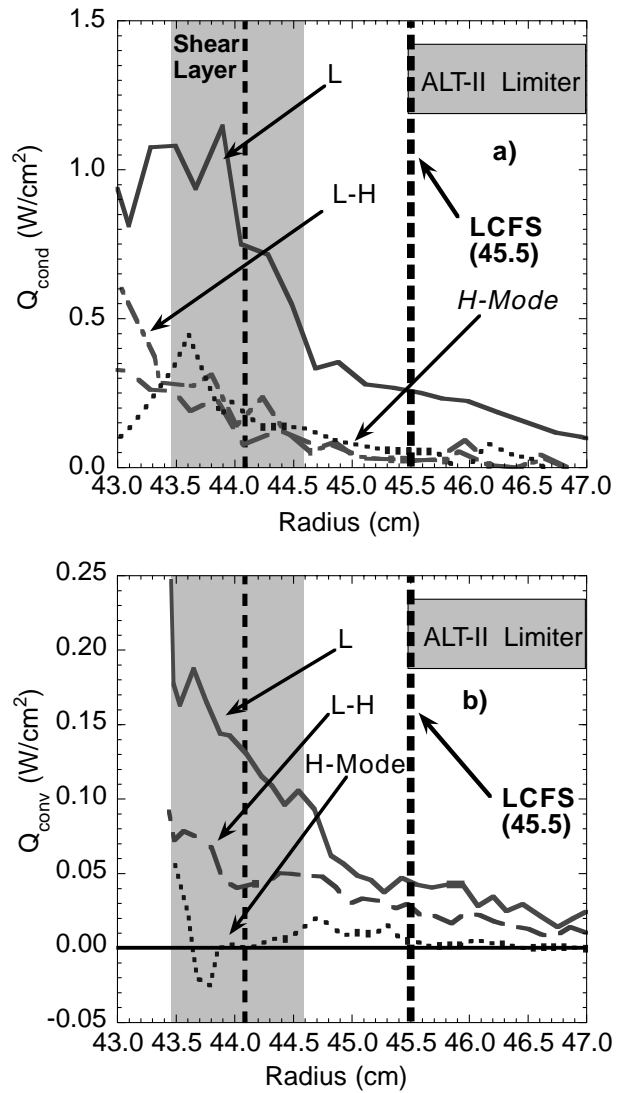 Shear
Layer
L
ALT-II Limiter
a)
L-H
LCFS
(45.5)
H-Mode
Q_cond (W/cm²)
1.0
0.5
0.0
43.0 43.5 44.0 44.5 45.0 45.5 46.0 46.5 47.0
Radius (cm)
0.25
0.20
0.15
0.10
0.05
0.00
-0.05
Q_conv (W/cm²)
ALT-II Limiter
L
L-H
b)
H-Mode
LCFS
(45.5)
43.0 43.5 44.0 44.5 45.0 45.5 46.0 46.5 47.0
Radius (cm)